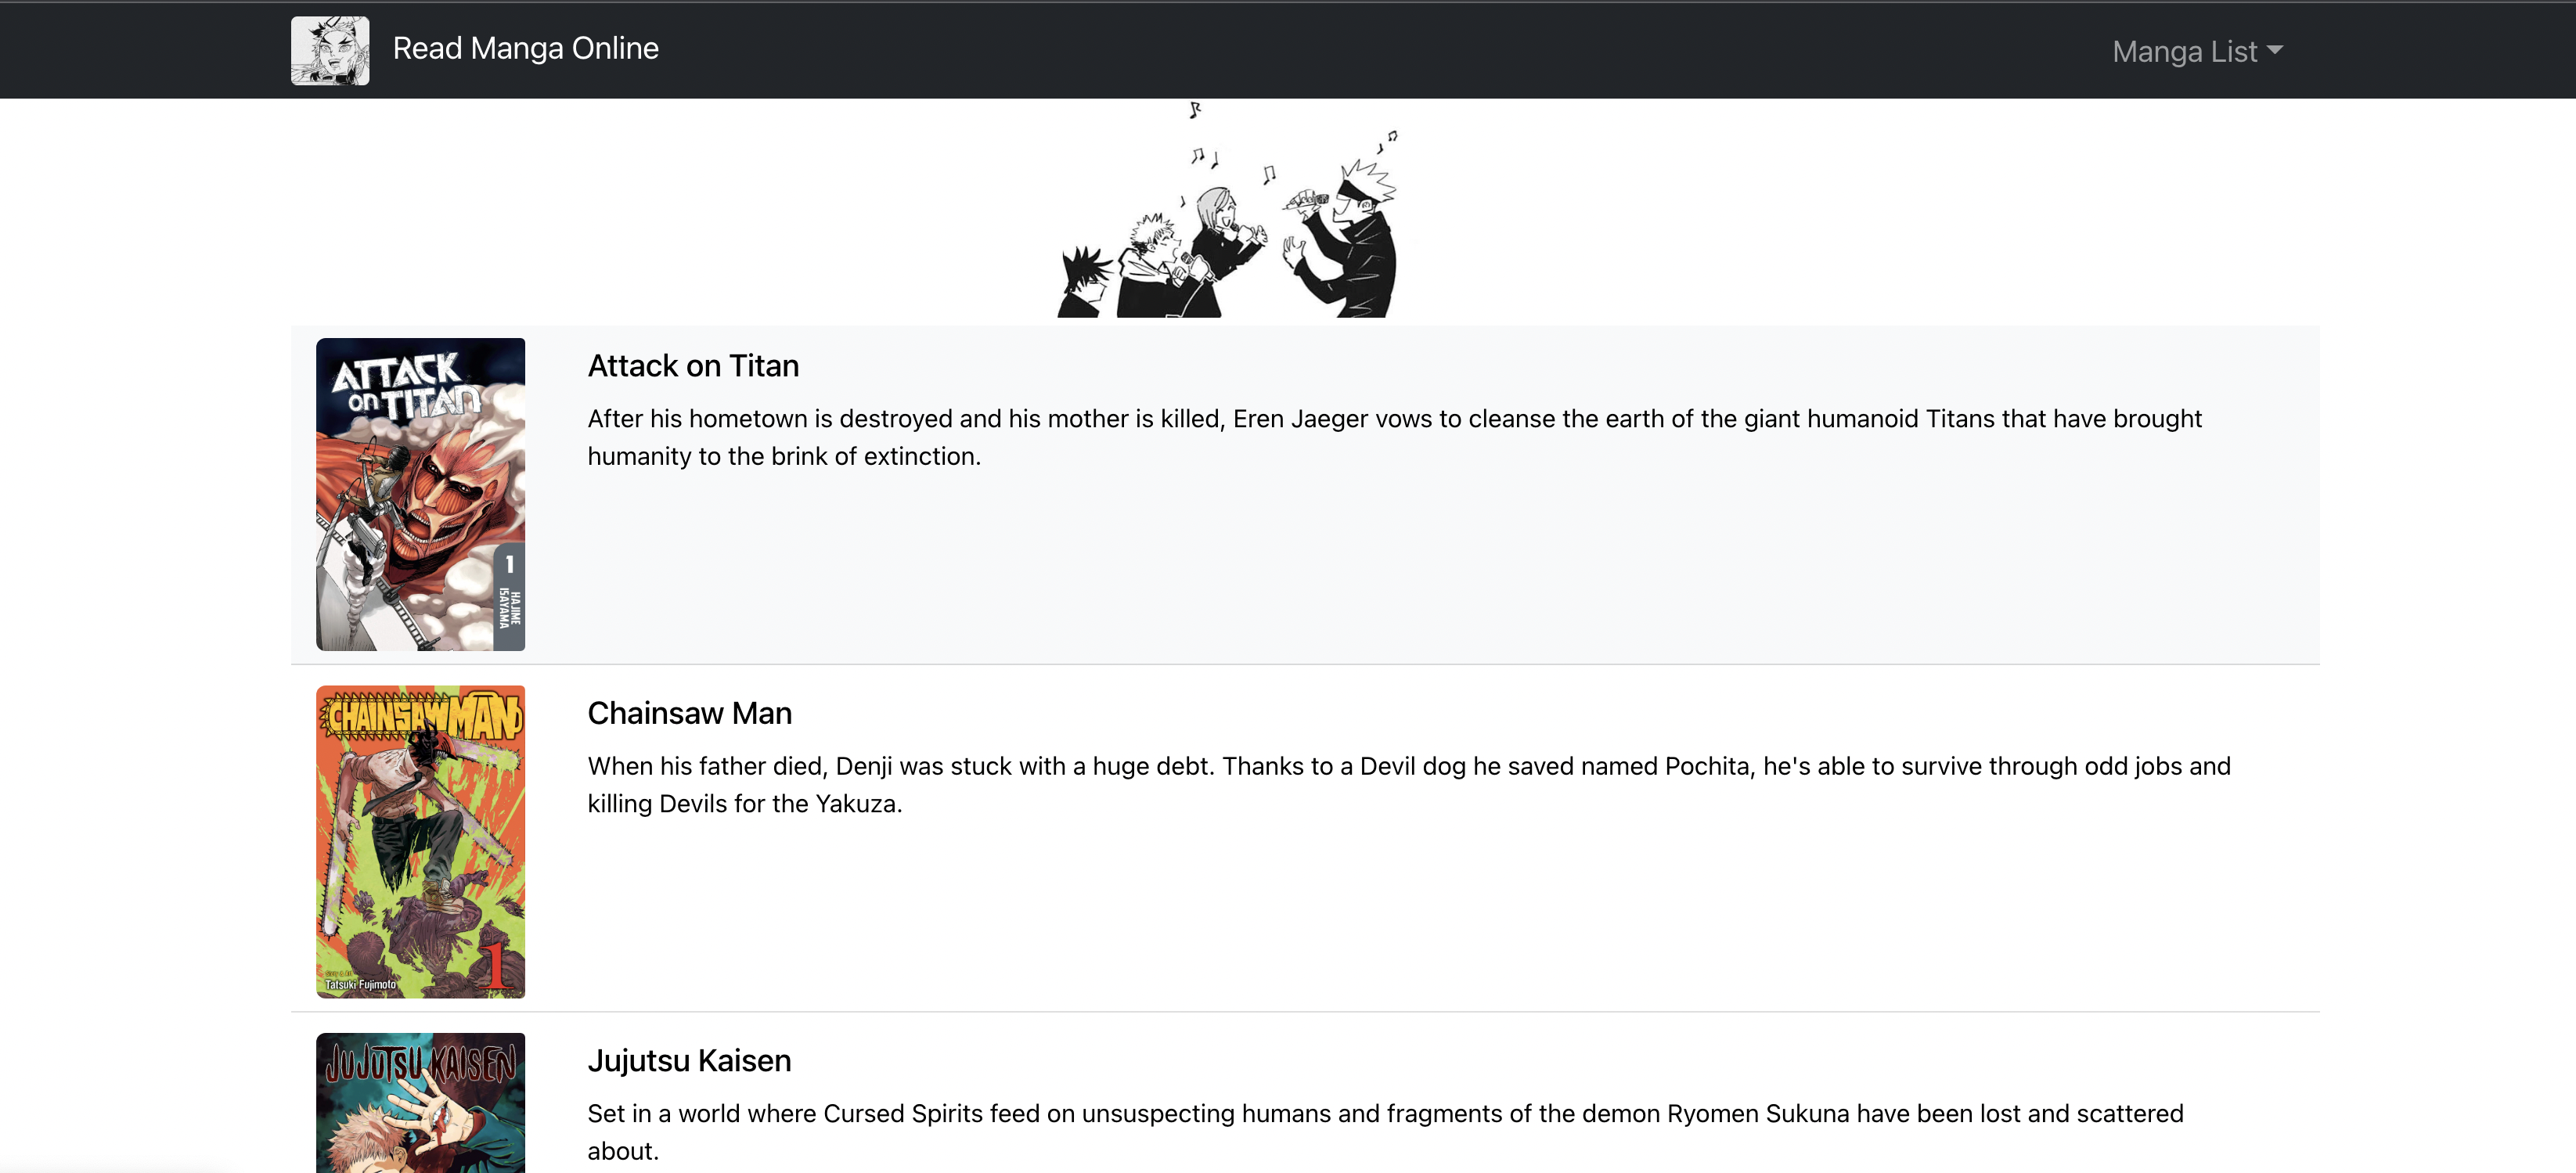 Read Manga Online
Manga List
ATTACK
on TITAN
1
HAJIME
ISAYAMA
Attack on Titan
After his hometown is destroyed and his mother is killed, Eren Jaeger vows to cleanse the earth of the giant humanoid Titans that have brought
humanity to the brink of extinction.
CHAINSAW MAN
1
Tatsuki Fujimoto
Chainsaw Man
When his father died, Denji was stuck with a huge debt. Thanks to a Devil dog he saved named Pochita, he's able to survive through odd jobs and
killing Devils for the Yakuza.
JUJUTSU KAISEN
Jujutsu Kaisen
Set in a world where Cursed Spirits feed on unsuspecting humans and fragments of the demon Ryomen Sukuna have been lost and scattered
about.